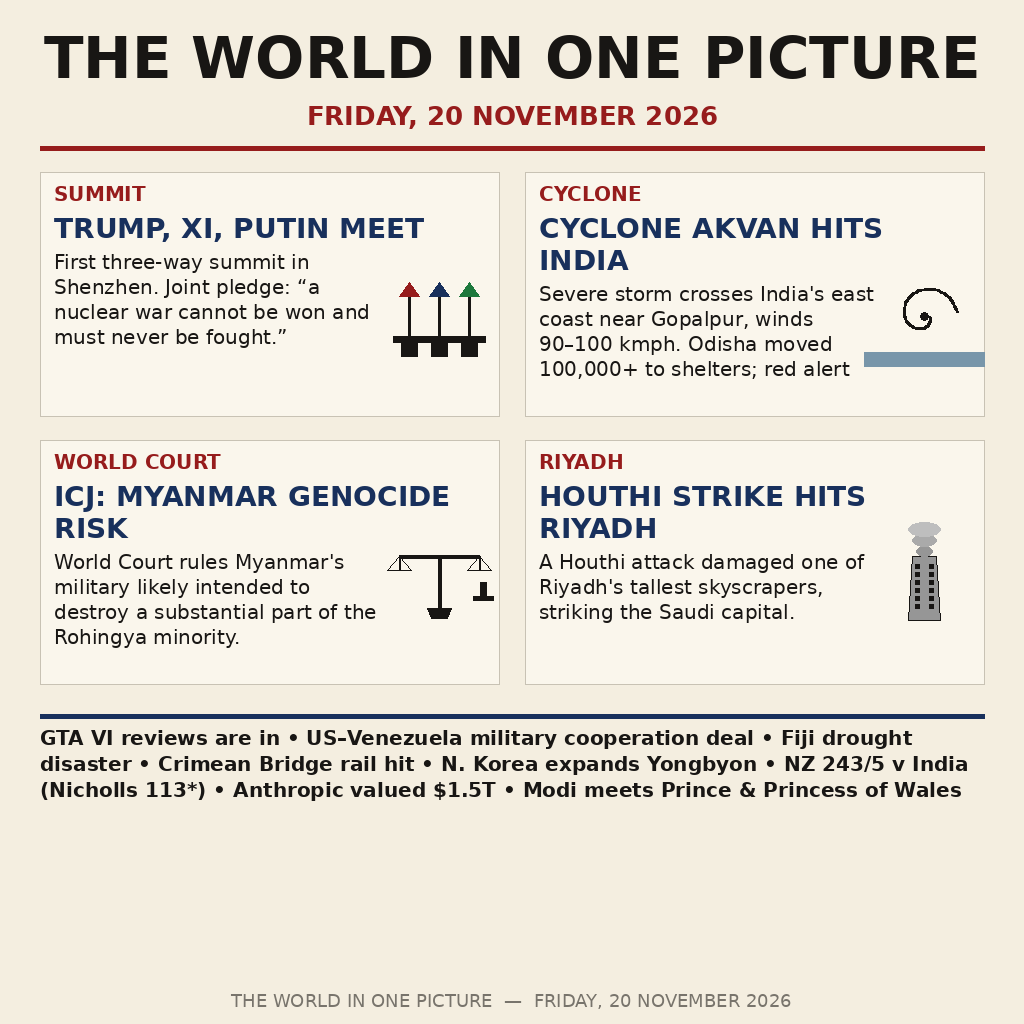 THE WORLD IN ONE PICTURE
FRIDAY, 20 NOVEMBER 2026
SUMMIT
TRUMP, XI, PUTIN MEET
First three-way summit in
Shenzhen. Joint pledge: “a
nuclear war cannot be won and
must never be fought.”
CYCLONE
CYCLONE AKVAN HITS
INDIA
Severe storm crosses India's east
coast near Gopalpur, winds
90–100 kmph. Odisha moved
100,000+ to shelters; red alert
WORLD COURT
ICJ: MYANMAR GENOCIDE
RISK
World Court rules Myanmar's
military likely intended to
destroy a substantial part of the
Rohingya minority.
RIYADH
HOUTHI STRIKE HITS
RIYADH
A Houthi attack damaged one of
Riyadh's tallest skyscrapers,
striking the Saudi capital.
GTA VI reviews are in • US–Venezuela military cooperation deal • Fiji drought
disaster • Crimean Bridge rail hit • N. Korea expands Yongbyon • NZ 243/5 v India
(Nicholls 113*) • Anthropic valued $1.5T • Modi meets Prince & Princess of Wales
THE WORLD IN ONE PICTURE — FRIDAY, 20 NOVEMBER 2026